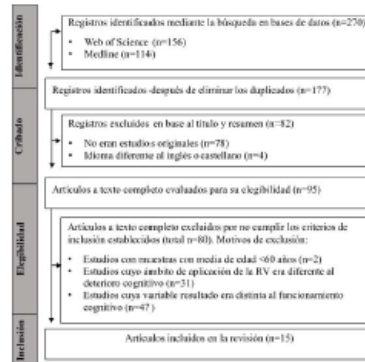 Identificación
Registros identificados mediante la búsqueda en bases de datos (n=270)
• Web of Science (n=156)
• Medline (n=114)
Cribado
Registros identificados después de eliminar los duplicados (n=177)
Registros excluidos en base al título y resumen (n=82)
• No eran estudios originales (n=78)
• Idioma diferente al inglés o castellano (n=4)
Elegibilidad
Artículos a texto completo evaluados para su elegibilidad (n=95)
Artículos a texto completo excluidos por no cumplir los criterios de
inclusión establecidos (total n=80). Motivos de exclusión:
• Estudios con muestras con media de edad <60 años (n=2)
• Estudios cuyo ámbito de aplicación de la RV era diferente al
deterioro cognitivo (n=31)
• Estudios cuya variable resultado era distinta al funcionamiento
cognitivo (n=47)
Inclusión
Artículos incluidos en la revisión (n=15)